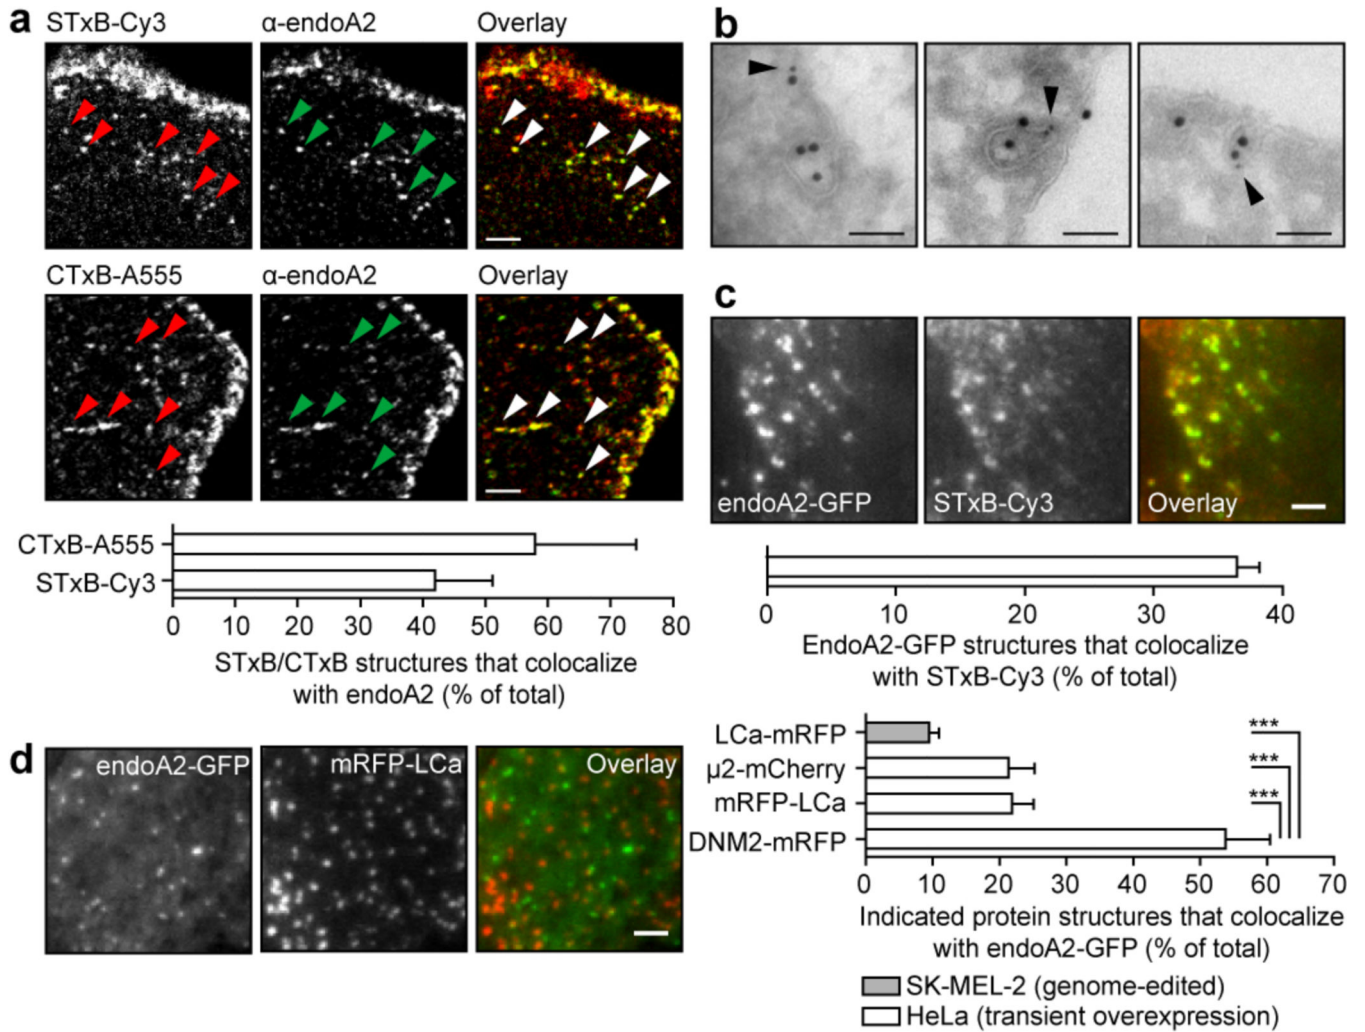 a
STxB-Cy3
α-endoA2
Overlay
CTxB-A555
α-endoA2
Overlay
CTxB-A555
STxB-Cy3
0 10 20 30 40 50 60 70 80
STxB/CTxB structures that colocalize
with endoA2 (% of total)
b
c
endoA2-GFP
STxB-Cy3
Overlay
0 10 20 30 40
EndoA2-GFP structures that colocalize
with STxB-Cy3 (% of total)
d
endoA2-GFP
mRFP-LCa
Overlay
LCa-mRFP
μ2-mCherry
mRFP-LCa
DNM2-mRFP
***
***
***
0 10 20 30 40 50 60 70
Indicated protein structures that colocalize
with endoA2-GFP (% of total)
SK-MEL-2 (genome-edited)
HeLa (transient overexpression)